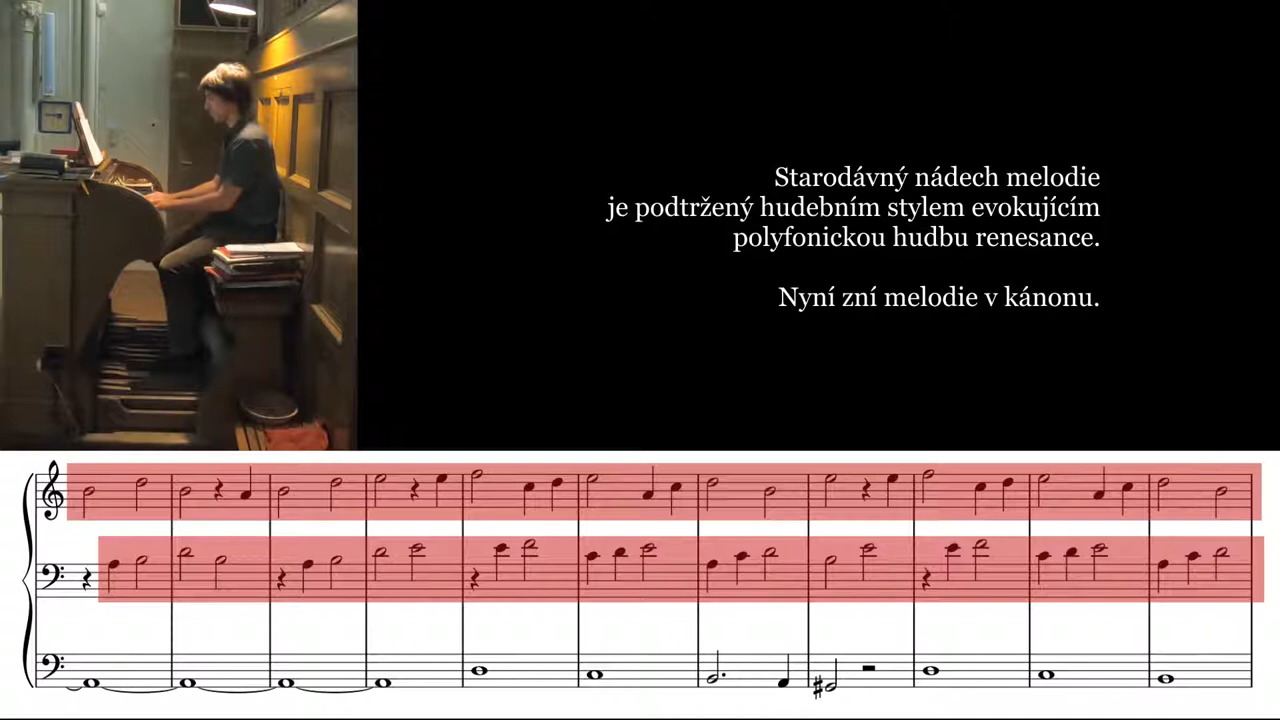 Starodávný nádech melodie
je podtržený hudebním stylem evokujícím
polyfonickou hudbu renesance.
Nyní zní melodie v kánonu.